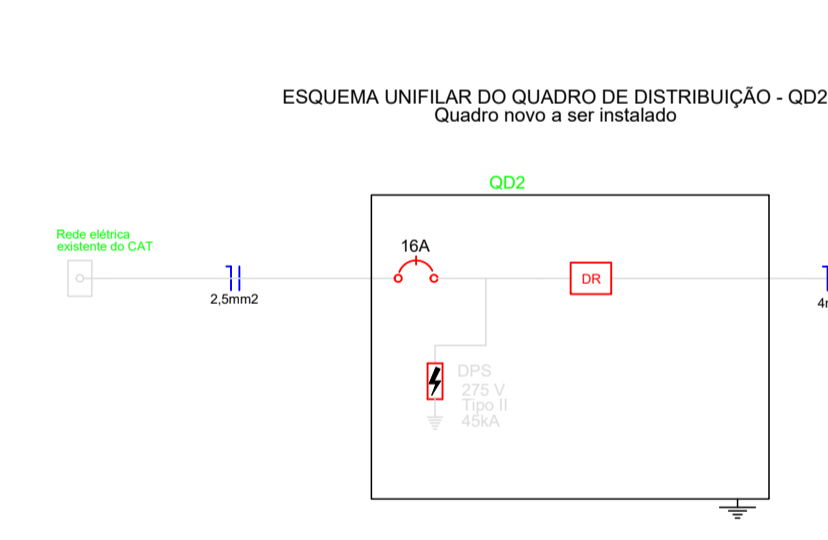 ESQUEMA UNIFILAR DO QUADRO DE DISTRIBUIÇÃO - QD2
Quadro novo a ser instalado
QD2
Rede elétrica
existente do CAT
16A
2,5mm2
DR
DPS
275 V
Tipo II
45kA